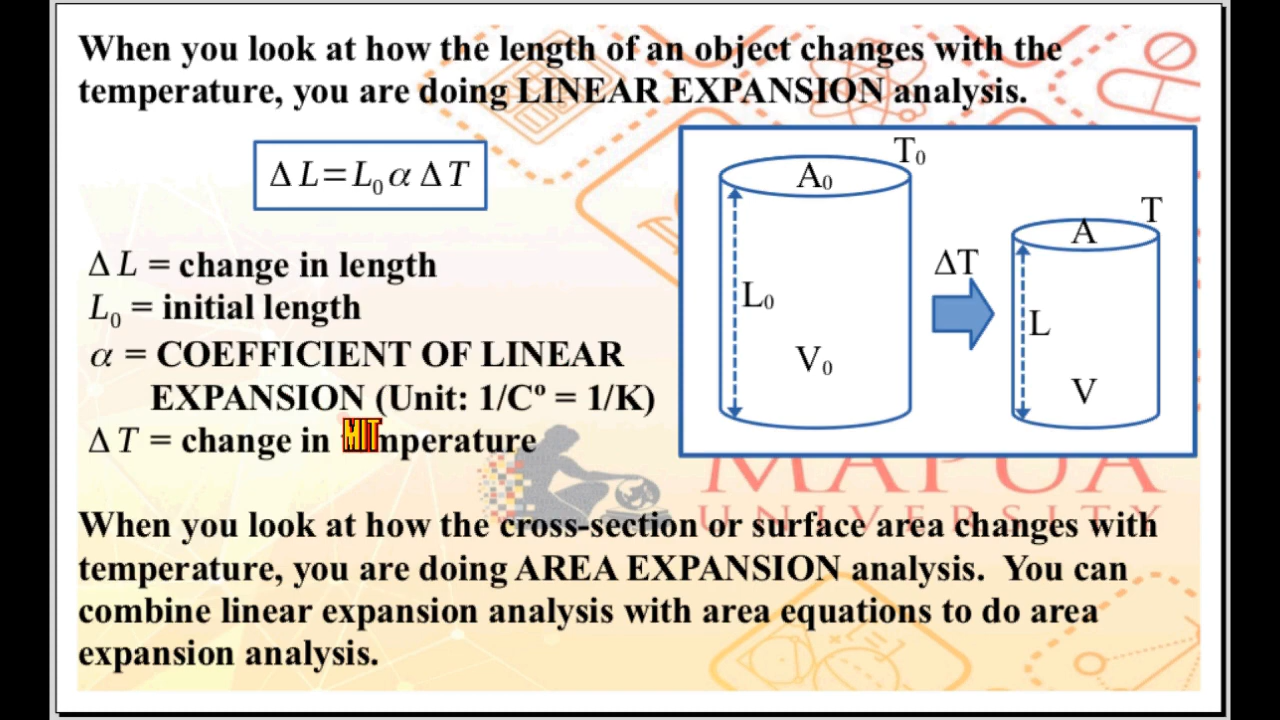 When you look at how the length of an object changes with the
temperature, you are doing LINEAR EXPANSION analysis.
Δ L=L₀ α Δ T
Δ L = change in length
L₀ = initial length
α = COEFFICIENT OF LINEAR
EXPANSION (Unit: 1/Cº = 1/K)
Δ T = change in mperature
MIT
T₀
A₀
L₀
V₀
ΔT
T
A
L
V
MAPUA
UNIVERSITY
When you look at how the cross-section or surface area changes with
temperature, you are doing AREA EXPANSION analysis. You can
combine linear expansion analysis with area equations to do area
expansion analysis.